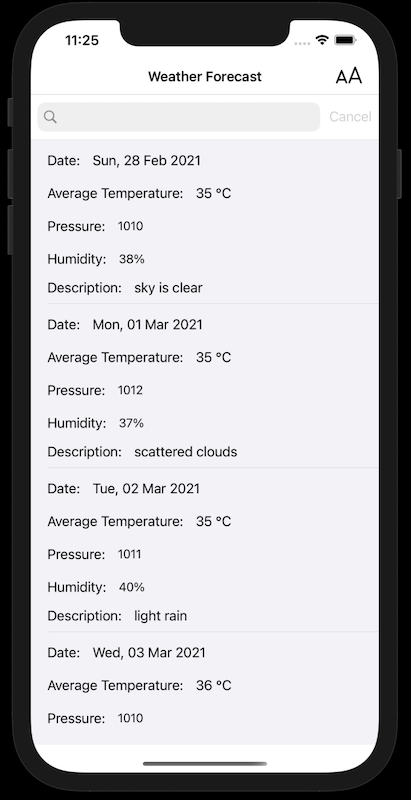 11:25
Weather Forecast AA
Cancel
Date: Sun, 28 Feb 2021
Average Temperature: 35 °C
Pressure: 1010
Humidity: 38%
Description: sky is clear
Date: Mon, 01 Mar 2021
Average Temperature: 35 °C
Pressure: 1012
Humidity: 37%
Description: scattered clouds
Date: Tue, 02 Mar 2021
Average Temperature: 35 °C
Pressure: 1011
Humidity: 40%
Description: light rain
Date: Wed, 03 Mar 2021
Average Temperature: 36 °C
Pressure: 1010